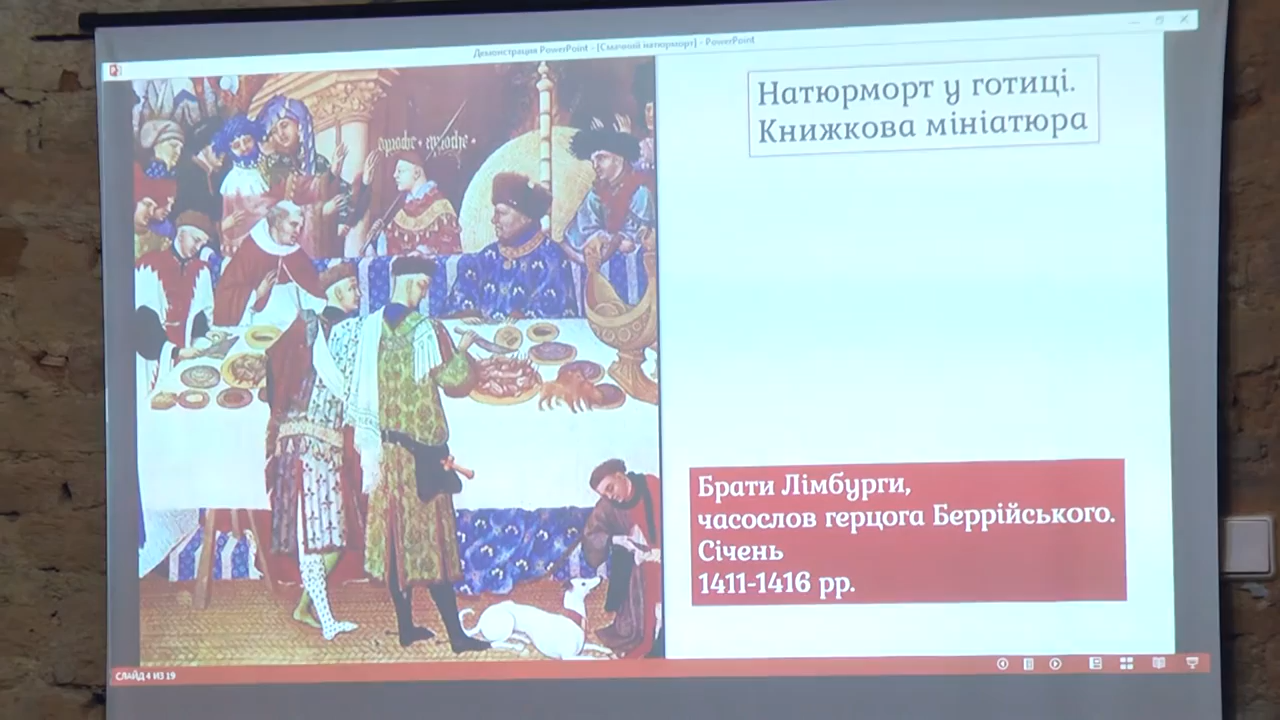 Демонстрация PowerPoint - [Смачний натюрморт] - PowerPoint
Натюрморт у готиці.
Книжкова мініатюра
Брати Лімбурги,
часослов герцога Беррійського.
Січень
1411-1416 рр.
СЛАЙД 4 ИЗ 19